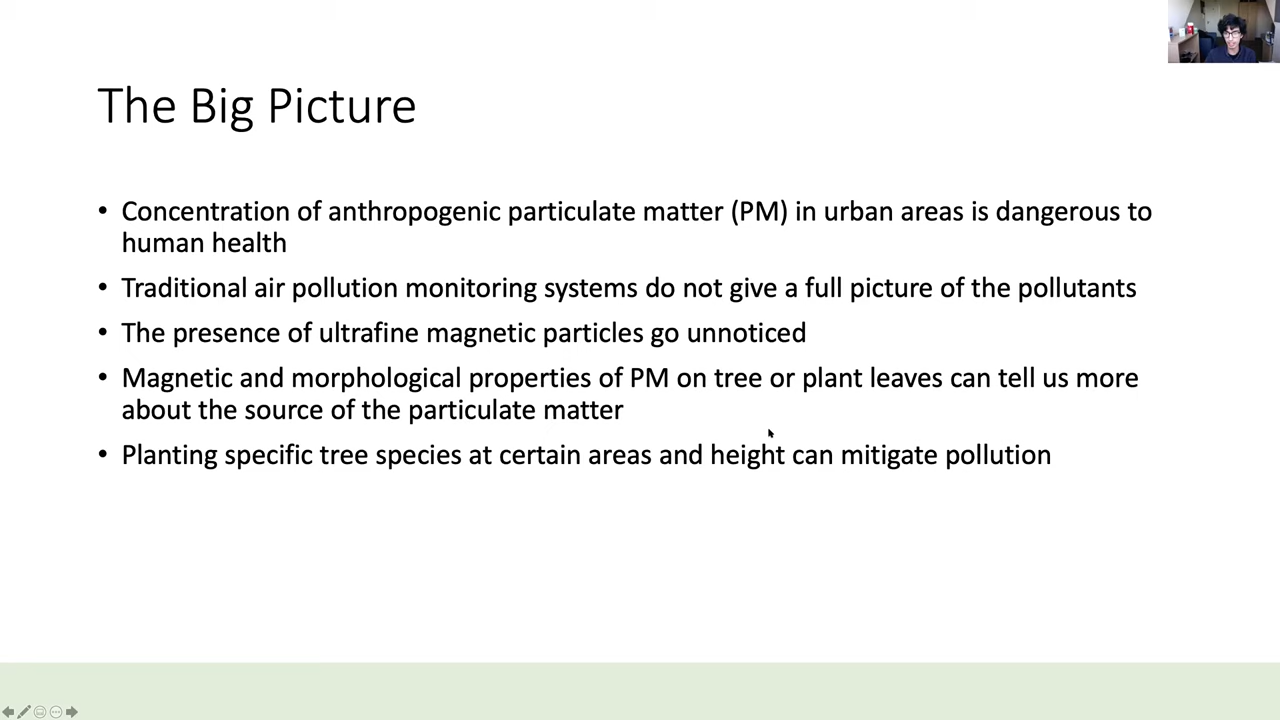 The Big Picture
• Concentration of anthropogenic particulate matter (PM) in urban areas is dangerous to
human health
• Traditional air pollution monitoring systems do not give a full picture of the pollutants
• The presence of ultrafine magnetic particles go unnoticed
• Magnetic and morphological properties of PM on tree or plant leaves can tell us more
about the source of the particulate matter
• Planting specific tree species at certain areas and height can mitigate pollution